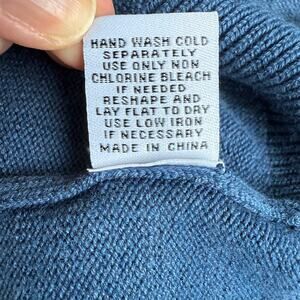 HAND WASH COLD
SEPARATELY
USE ONLY NON
CHLORINE BLEACH
IF NEEDED
RESHAPE AND
LAY FLAT TO DRY
USE LOW IRON
IF NECESSARY
MADE IN CHINA